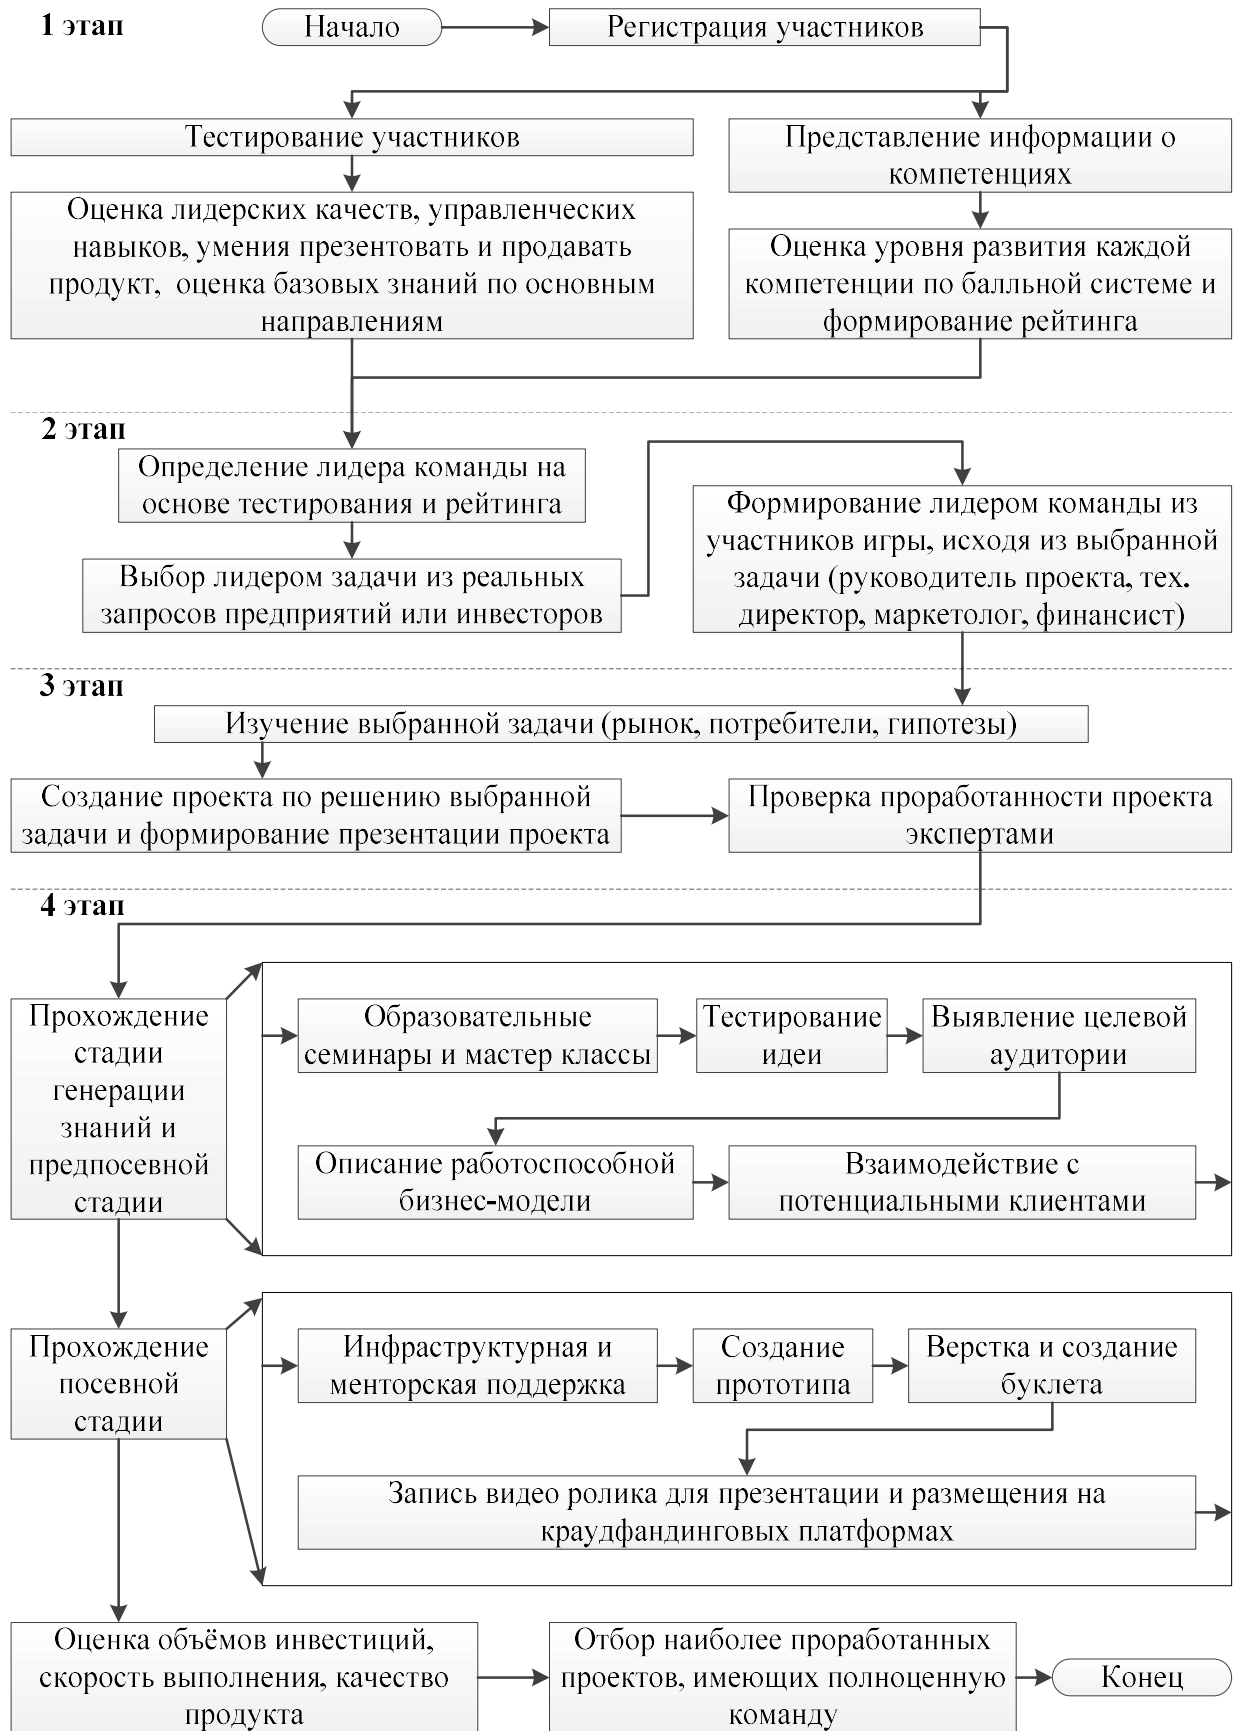 1 этап
Начало
Регистрация участников
Тестирование участников
Представление информации о
компетенциях
Оценка лидерских качеств, управленческих
навыков, умения презентовать и продавать
продукт, оценка базовых знаний по основным
направлениям
Оценка уровня развития каждой
компетенции по балльной системе и
формирование рейтинга
2 этап
Определение лидера команды на
основе тестирования и рейтинга
Выбор лидером задачи из реальных
запросов предприятий или инвесторов
Формирование лидером команды из
участников игры, исходя из выбранной
задачи (руководитель проекта, тех.
директор, маркетолог, финансист)
3 этап
Изучение выбранной задачи (рынок, потребители, гипотезы)
Создание проекта по решению выбранной
задачи и формирование презентации проекта
Проверка проработанности проекта
экспертами
4 этап
Прохождение
стадии
генерации
знаний и
предпосевной
стадии
Образовательные
семинары и мастер классы
Тестирование
идеи
Выявление целевой
аудитории
Описание работоспособной
бизнес-модели
Взаимодействие с
потенциальными клиентами
Прохождение
посевной
стадии
Инфраструктурная и
менторская поддержка
Создание
прототипа
Верстка и создание
буклета
Запись видео ролика для презентации и размещения на
краудфандинговых платформах
Оценка объёмов инвестиций,
скорость выполнения, качество
продукта
Отбор наиболее проработанных
проектов, имеющих полноценную
команду
Конец